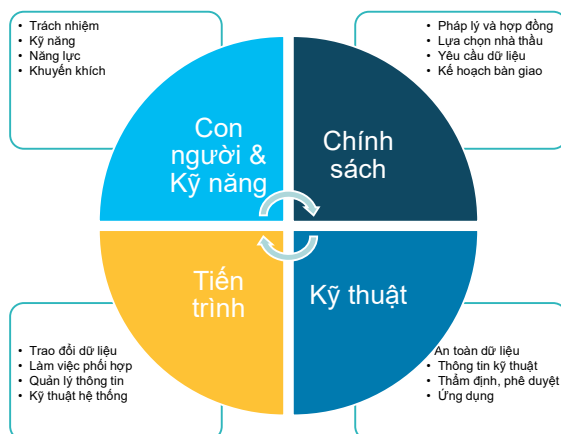 • Trách nhiệm
• Kỹ năng
• Năng lực
• Khuyến khích
• Pháp lý và hợp đồng
• Lựa chọn nhà thầu
• Yêu cầu dữ liệu
• Kế hoạch bàn giao
Con
người &
Kỹ năng
Chính
sách
Tiến
trình
Kỹ thuật
• Trao đổi dữ liệu
• Làm việc phối hợp
• Quản lý thông tin
• Kỹ thuật hệ thống
An toàn dữ liệu
• Thông tin kỹ thuật
• Thẩm định, phê duyệt
• Ứng dụng